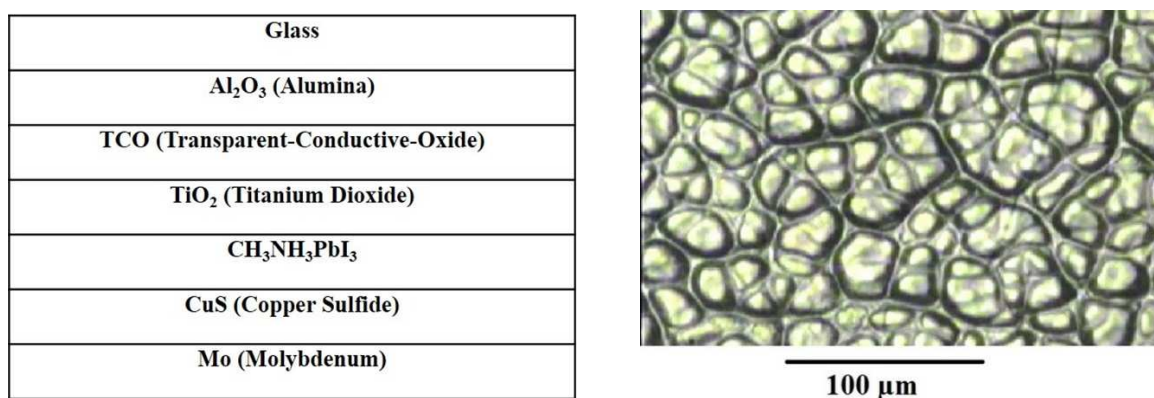 Glass
Al₂O₃ (Alumina)
TCO (Transparent-Conductive-Oxide)
TiO₂ (Titanium Dioxide)
CH₃NH₃PbI₃
CuS (Copper Sulfide)
Mo (Molybdenum)
100 µm